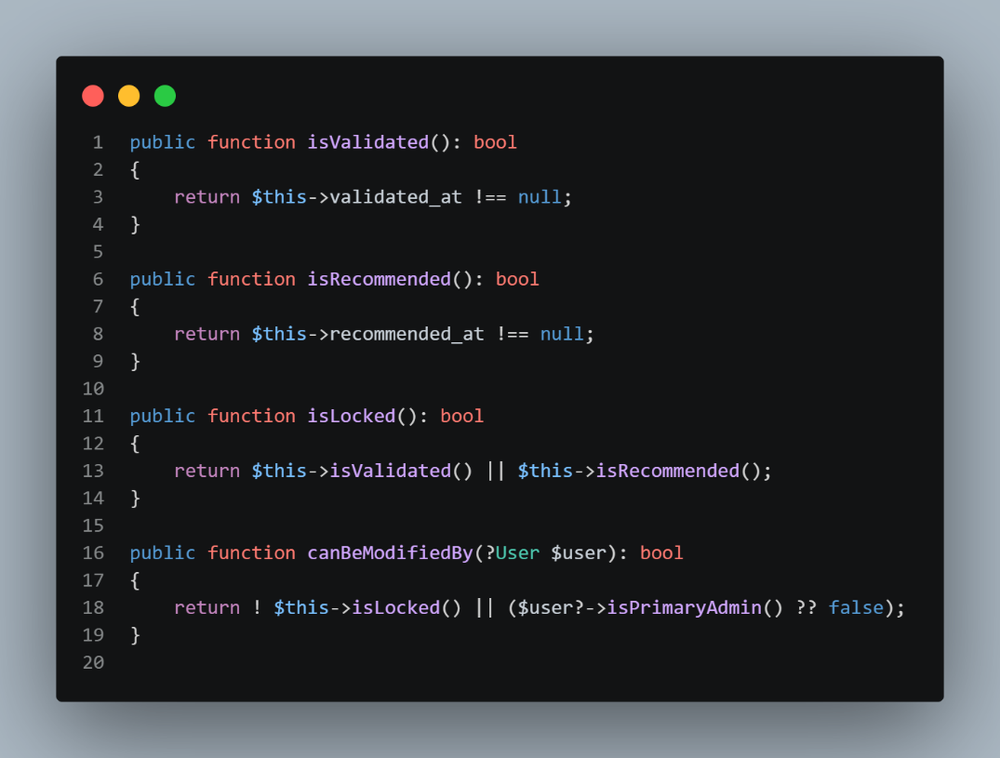 1 public function isValidated(): bool
2 {
3     return $this->validated_at !== null;
4 }
5
6 public function isRecommended(): bool
7 {
8     return $this->recommended_at !== null;
9 }
10
11 public function isLocked(): bool
12 {
13     return $this->isValidated() || $this->isRecommended();
14 }
15
16 public function canBeModifiedBy(?User $user): bool
17 {
18     return ! $this->isLocked() || ($user?->isPrimaryAdmin() ?? false);
19 }
20